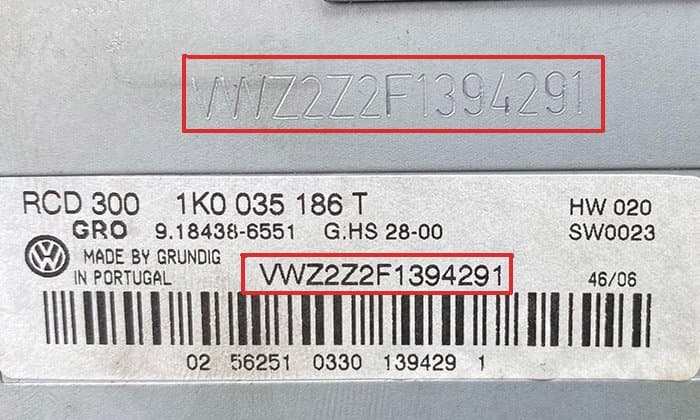 VWZ2Z2F1394291
RCD 300 1K0 035 186 T HW 020
GRO 9.18438-6551 G.HS 28-00 SW0023
VW MADE BY GRUNDIG
IN PORTUGAL VWZ2Z2F1394291 46/06
02 56251 0330 139429 1